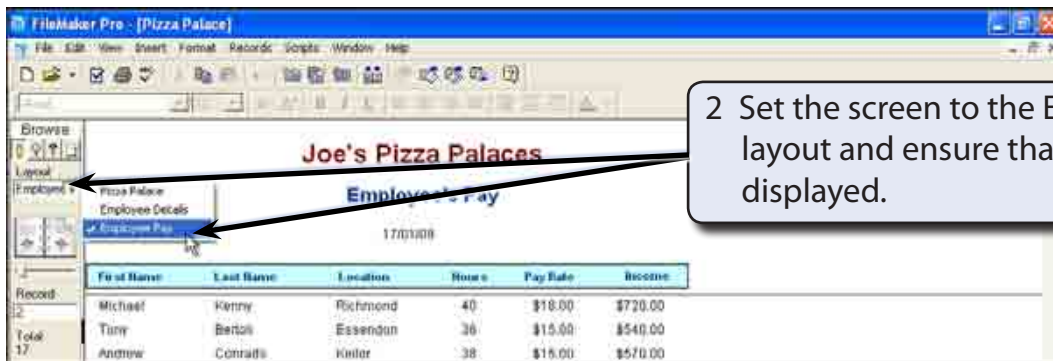 FileMaker Pro - [Pizza Palace]
File Edit View Insert Format Records Scripts Window Help
Browse
Layout
Joe's Pizza Palaces
Employee's Pay
Pizza Palace
Employee Details
Employee Pay
17/01/08
First Name Last Name Location Hours Pay Rate Income
Record
2
Total
17
Michael Kenny Richmond 40 $18.00 $720.00
Tony Essendon 36 $15.00 $540.00
Andrew Keilor 38 $15.00 $570.00
2 Set the screen to the E
layout and ensure tha
displayed.